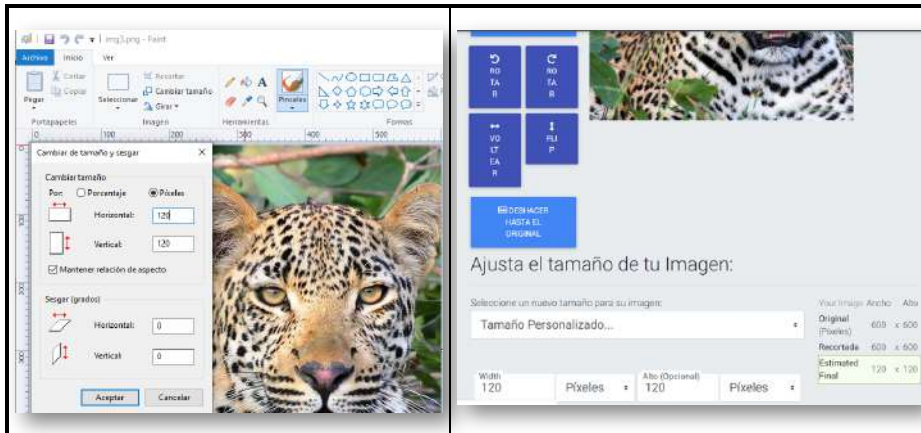 img3.png - Paint
Archivo Inicio Ver
Pegar
Cortar
Copiar
Seleccionar
Recortar
Cambiar tamaño
Girar
A
Pinceles
Portapapeles Imagen Herramientas Formas
0 100 200 300 400 500
Cambiar de tamaño y sesgar
Cambiar tamaño
Por: Porcentaje Píxeles
Horizontal: 120
Vertical: 120
Mantener relación de aspecto
Sesgar (grados)
Horizontal: 0
Vertical: 0
Aceptar Cancelar
RO
TA
R
RO
TA
R
VO
LT
EA
R
FLI
P
DESHACER
HASTA EL
ORIGINAL
Ajusta el tamaño de tu Imagen:
Seleccione un nuevo tamaño para su imagen:
Tamaño Personalizado...
Width
120 Píxeles
Alto (Opcional)
120 Píxeles
Your Image Ancho Alto
Original
(Píxeles) 600 x 600
Recortada 600 x 600
Estimated
Final 120 x 120